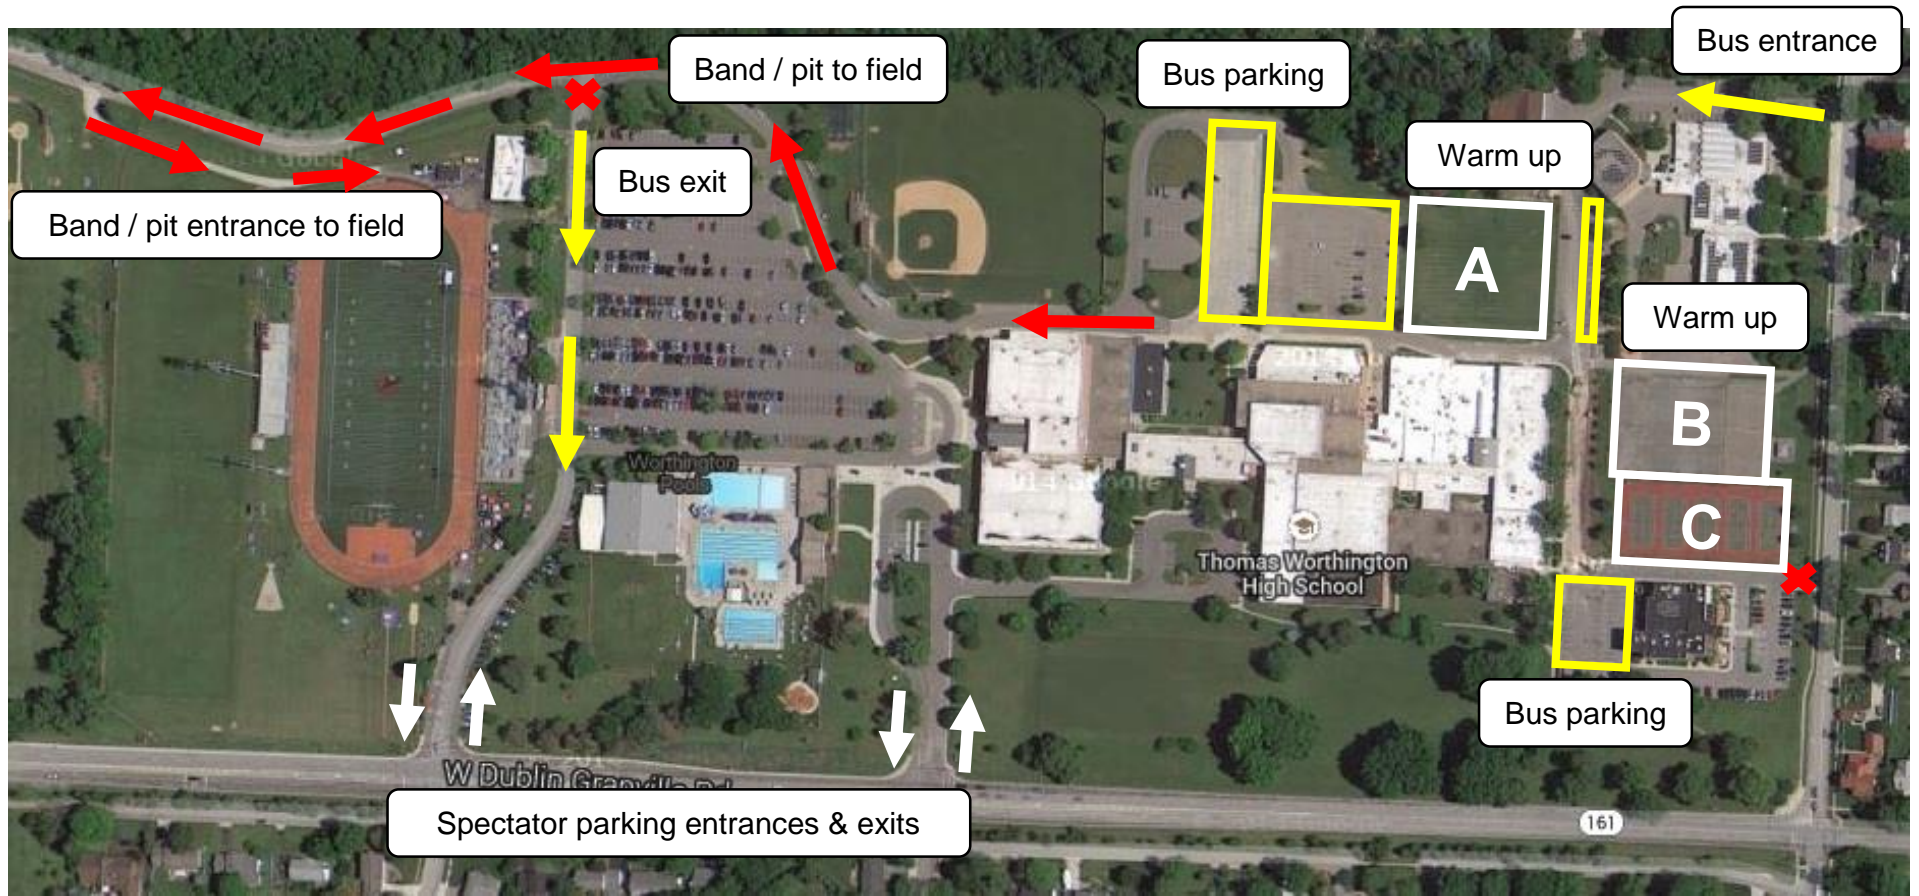 Bus entrance
Band / pit to field
Bus parking
Warm up
Bus exit
Band / pit entrance to field
A
Warm up
B
Worthington
Pools
C
Thomas Worthington
High School
Bus parking
W Dublin Granville Rd
Spectator parking entrances & exits
161